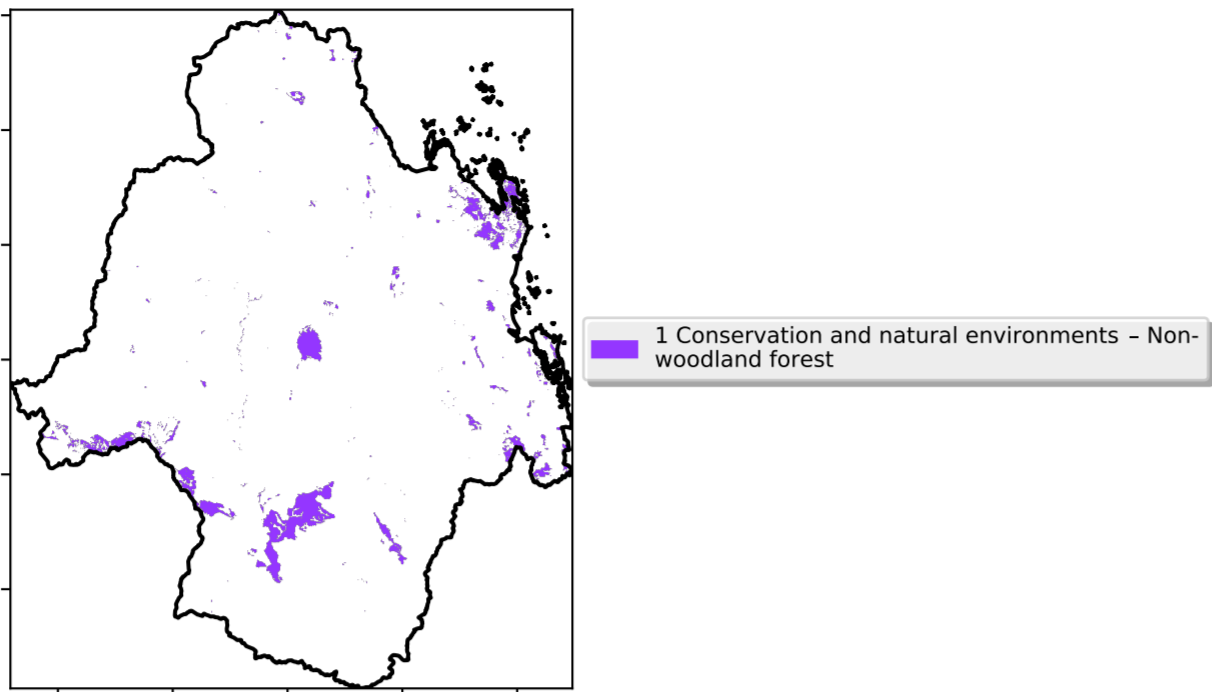 1 Conservation and natural environments – Non-
woodland forest